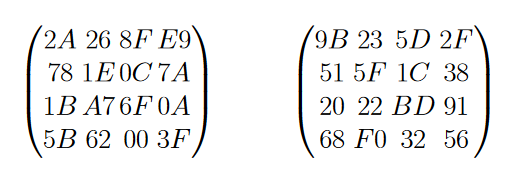 2A 26 8F E9 9B 23 5D 2F
78 1E 0C 7A 51 5F 1C 38
1B A7 6F 0A 20 22 BD 91
5B 62 00 3F 68 F0 32 56